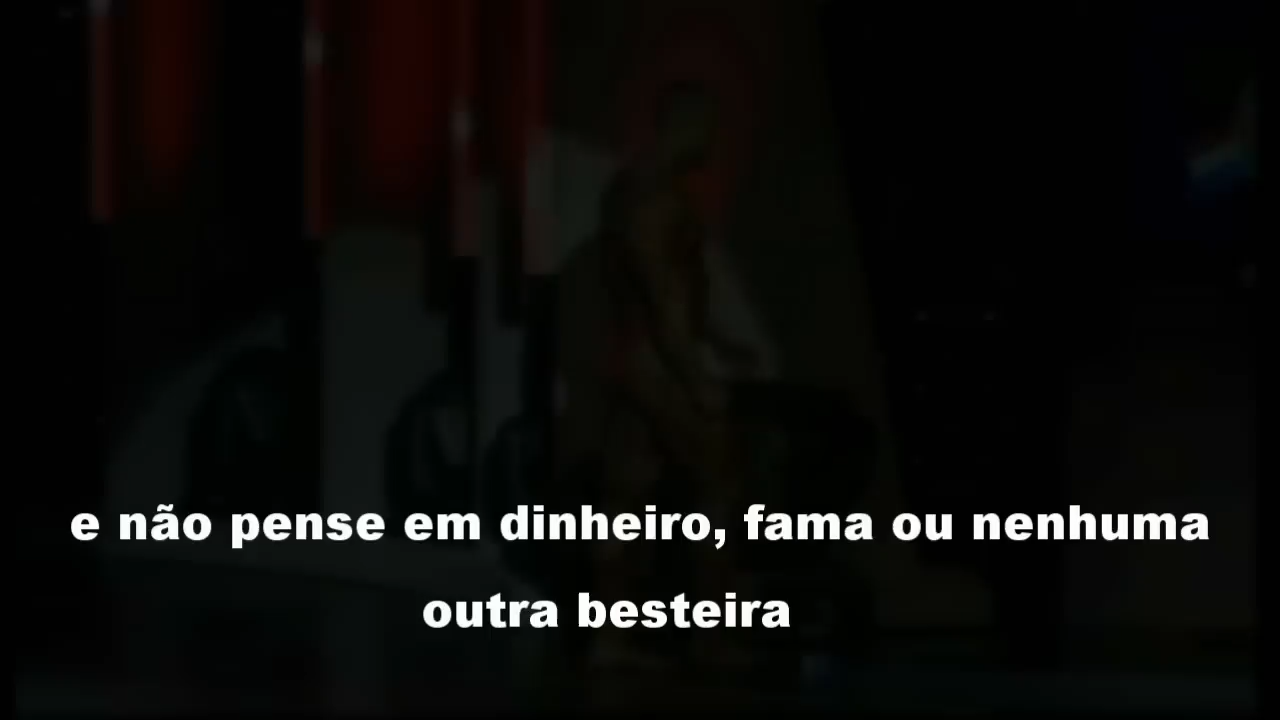 e não pense em dinheiro, fama ou nenhuma
outra besteira